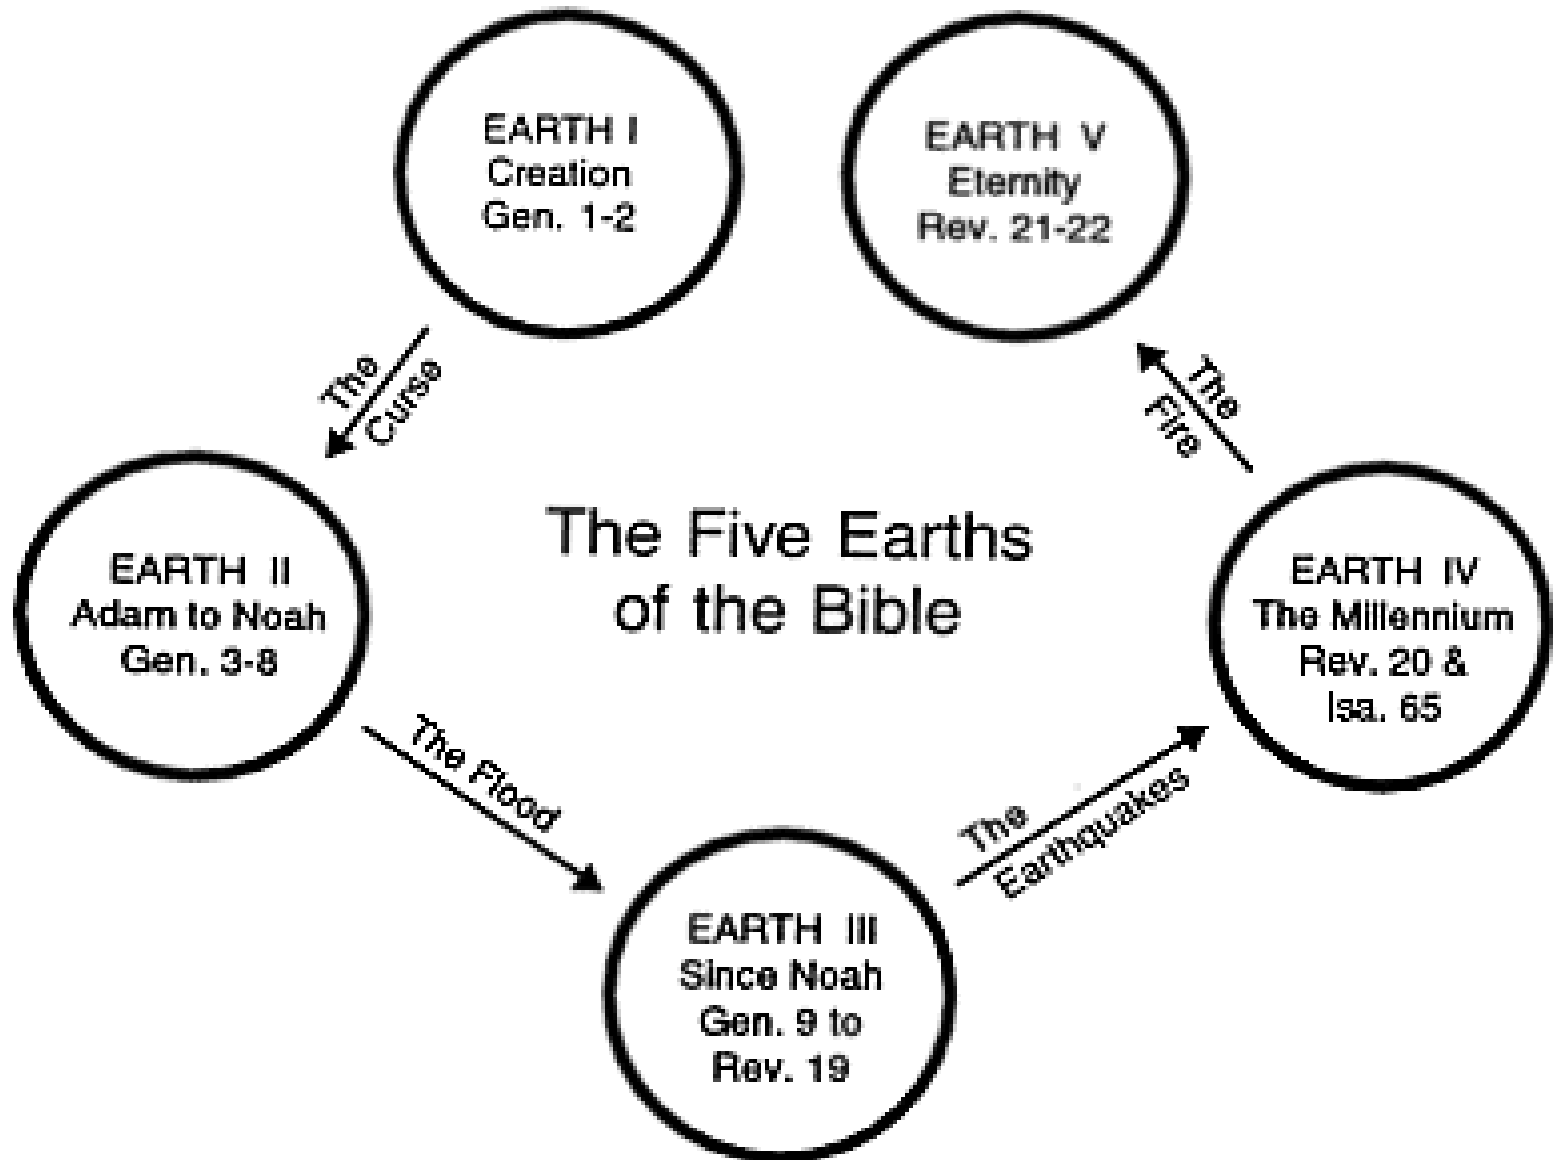 EARTH I
Creation
Gen. 1-2
The
Curse
EARTH II
Adam to Noah
Gen. 3-8
The Flood
EARTH III
Since Noah
Gen. 9 to
Rev. 19
The
Earthquakes
EARTH IV
The Millennium
Rev. 20 &
Isa. 65
The
Fire
EARTH V
Eternity
Rev. 21-22
The Five Earths
of the Bible